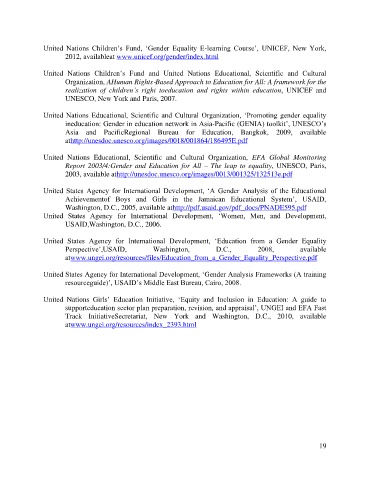 United Nations Children's Fund, 'Gender Equality E-learning Course', UNICEF, New York,
2012, availableat www.unicef.org/gender/index.html
United Nations Children's Fund and United Nations Educational, Scientific and Cultural
Organization, AHuman Rights-Based Approach to Education for All: A framework for the
realization of children's right toeducation and rights within education, UNICEF and
UNESCO, New York and Paris, 2007.
United Nations Educational, Scientific and Cultural Organization, 'Promoting gender equality
ineducation: Gender in education network in Asia-Pacific (GENIA) toolkit', UNESCO's
Asia and PacificRegional Bureau for Education, Bangkok, 2009, available
athttp://unesdoc.unesco.org/images/0018/001864/186495E.pdf
United Nations Educational, Scientific and Cultural Organization, EFA Global Monitoring
Report 2003/4:Gender and Education for All – The leap to equality, UNESCO, Paris,
2003, available athttp://unesdoc.unesco.org/images/0013/001325/132513e.pdf
United States Agency for International Development, 'A Gender Analysis of the Educational
Achievementof Boys and Girls in the Jamaican Educational System', USAID,
Washington, D.C., 2005, available athttp://pdf.usaid.gov/pdf_docs/PNADE595.pdf
United States Agency for International Development, 'Women, Men, and Development,
USAID,Washington, D.C., 2006.
United States Agency for International Development, 'Education from a Gender Equality
Perspective',USAID, Washington, D.C., 2008, available
atwww.ungei.org/resources/files/Education_from_a_Gender_Equality_Perspective.pdf
United States Agency for International Development, 'Gender Analysis Frameworks (A training
resourceguide)', USAID's Middle East Bureau, Cairo, 2008.
United Nations Girls' Education Initiative, 'Equity and Inclusion in Education: A guide to
supporteducation sector plan preparation, revision, and appraisal', UNGEI and EFA Fast
Track InitiativeSecretariat, New York and Washington, D.C., 2010, available
atwww.ungei.org/resources/index_2393.html
19